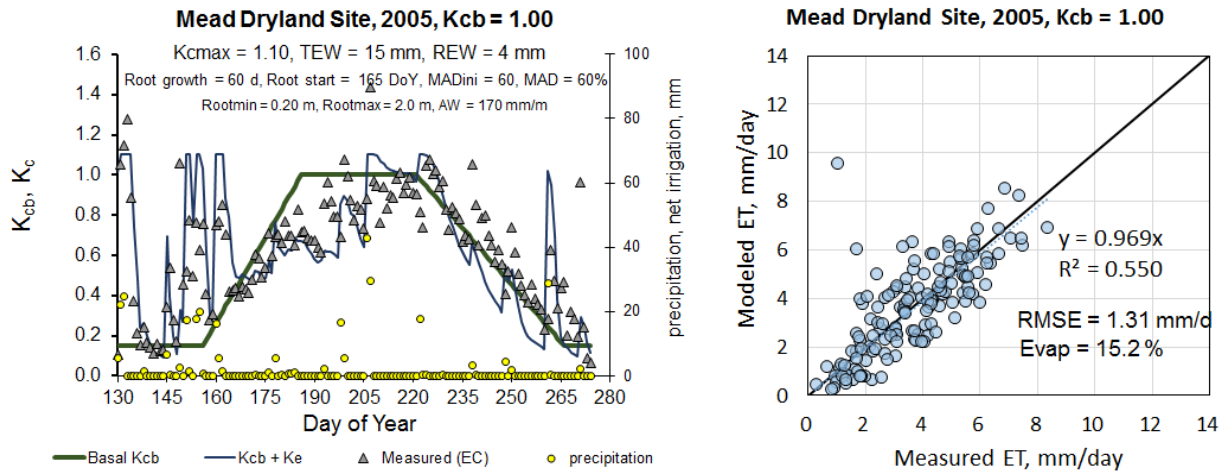 Mead Dryland Site, 2005, Kcb = 1.00
Kcmax = 1.10, TEW = 15 mm, REW = 4 mm
Root growth = 60 d, Root start = 165 DoY, MADini = 60, MAD = 60%
Rootmin = 0.20 m, Rootmax = 2.0 m, AW = 170 mm/m
1.6
1.4
1.2
1.0
0.8
0.6
0.4
0.2
0.0
Kcb, Kc
100
80
60
40
20
0
precipitation, net irrigation, mm
130 145 160 175 190 205 220 235 250 265 280
Day of Year
Basal Kcb Kcb + Ke Measured (EC) precipitation
Mead Dryland Site, 2005, Kcb = 1.00
14
12
10
8
6
4
2
0
Modeled ET, mm/day
y = 0.969x
R² = 0.550
RMSE = 1.31 mm/d
Evap = 15.2%
0 2 4 6 8 10 12 14
Measured ET, mm/day